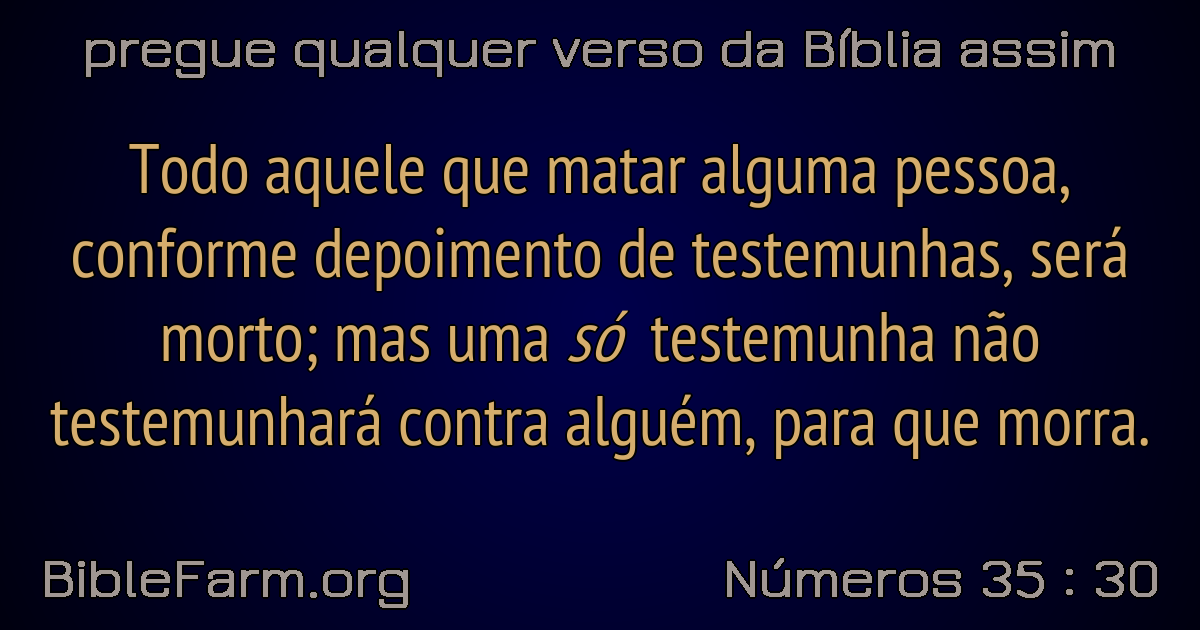 pregue qualquer verso da Bíblia assim
Todo aquele que matar alguma pessoa,
conforme depoimento de testemunhas, será
morto; mas uma só testemunha não
testemunhará contra alguém, para que morra.
BibleFarm.org
Números 35 : 30